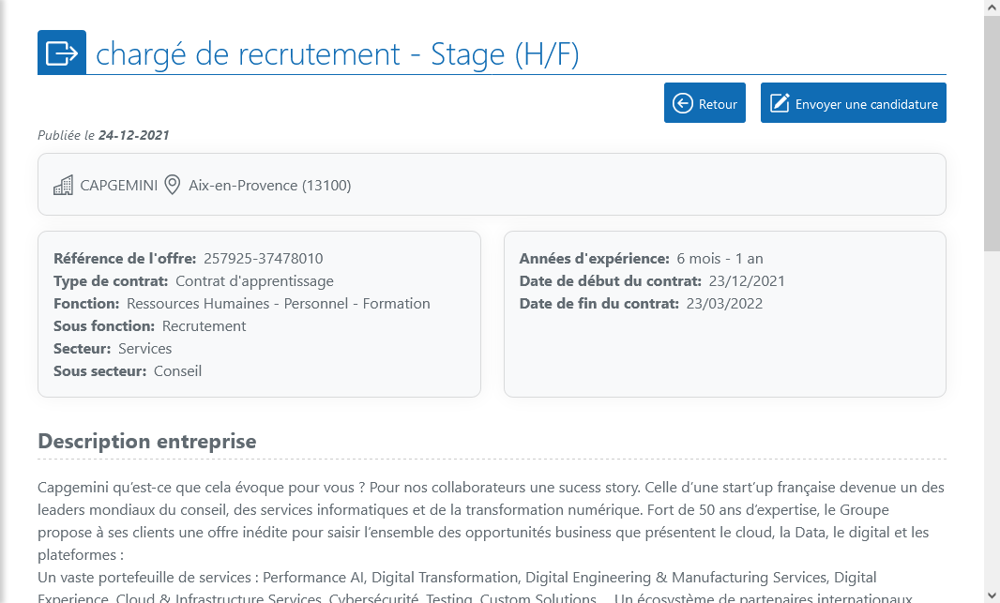 chargé de recrutement - Stage (H/F)
Retour
Envoyer une candidature
Publiée le 24-12-2021
CAPGEMINI Aix-en-Provence (13100)
Référence de l'offre: 257925-37478010
Type de contrat: Contrat d'apprentissage
Fonction: Ressources Humaines - Personnel - Formation
Sous fonction: Recrutement
Secteur: Services
Sous secteur: Conseil
Années d'expérience: 6 mois - 1 an
Date de début du contrat: 23/12/2021
Date de fin du contrat: 23/03/2022
Description entreprise
Capgemini qu’est-ce que cela évoque pour vous ? Pour nos collaborateurs une sucess story. Celle d’une start’up française devenue un des
leaders mondiaux du conseil, des services informatiques et de la transformation numérique. Fort de 50 ans d’expertise, le Groupe
propose à ses clients une offre inédite pour saisir l’ensemble des opportunités business que présentent le cloud, la Data, le digital et les
plateformes :
Un vaste portefeuille de services : Performance AI, Digital Transformation, Digital Engineering & Manufacturing Services, Digital
Experience, Cloud & Infrastructure Services, Cybersécurité, Testing, Custom Solutions... Un écosystème de partenaires internationaux